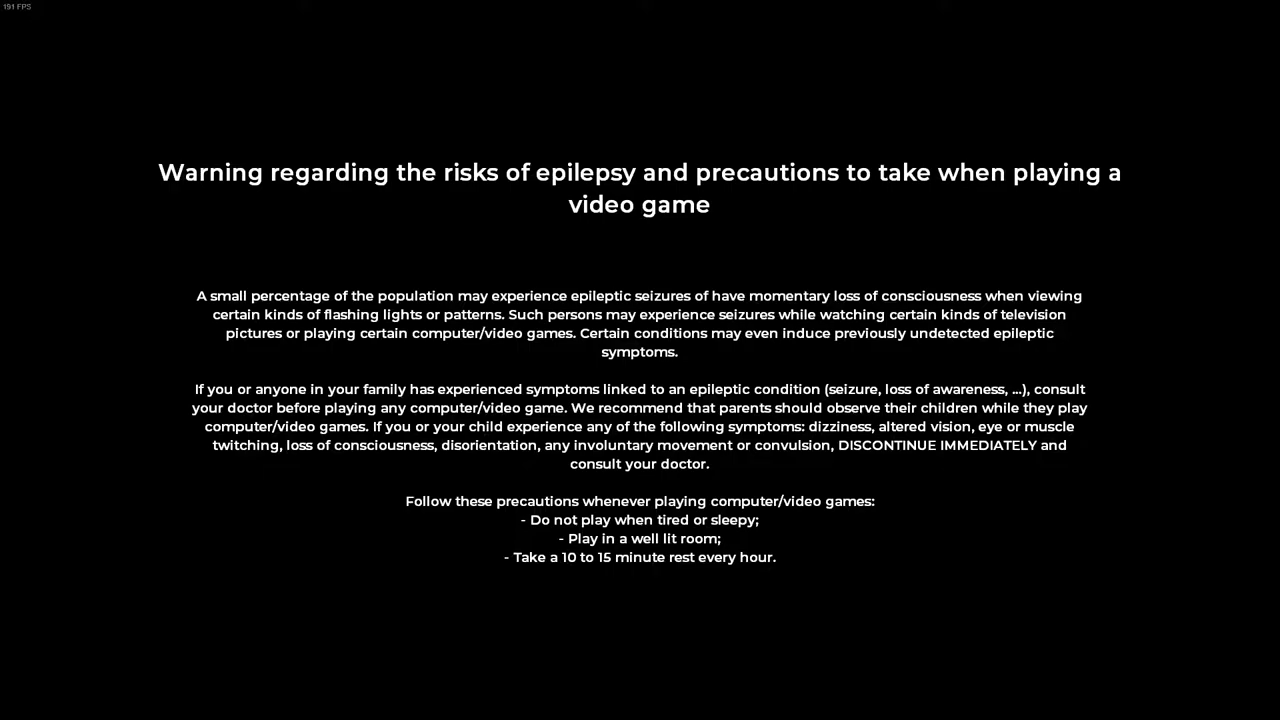 191 FPS
Warning regarding the risks of epilepsy and precautions to take when playing a
video game
A small percentage of the population may experience epileptic seizures of have momentary loss of consciousness when viewing
certain kinds of flashing lights or patterns. Such persons may experience seizures while watching certain kinds of television
pictures or playing certain computer/video games. Certain conditions may even induce previously undetected epileptic
symptoms.
If you or anyone in your family has experienced symptoms linked to an epileptic condition (seizure, loss of awareness, ...), consult
your doctor before playing any computer/video game. We recommend that parents should observe their children while they play
computer/video games. If you or your child experience any of the following symptoms: dizziness, altered vision, eye or muscle
twitching, loss of consciousness, disorientation, any involuntary movement or convulsion, DISCONTINUE IMMEDIATELY and
consult your doctor.
Follow these precautions whenever playing computer/video games:
- Do not play when tired or sleepy;
- Play in a well lit room;
- Take a 10 to 15 minute rest every hour.